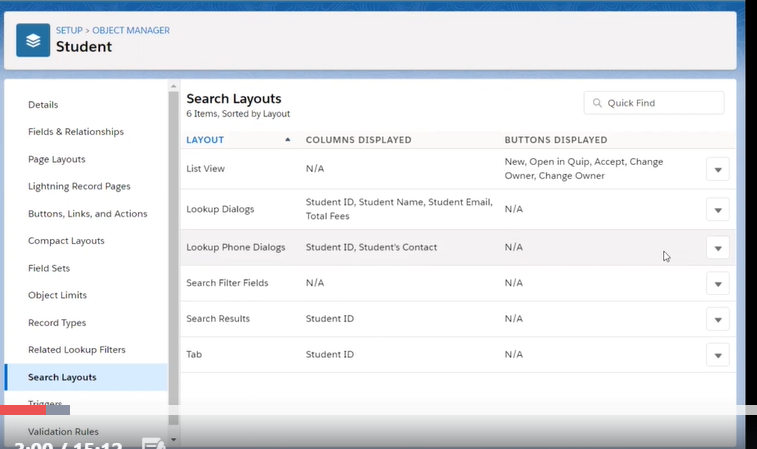 SETUP > OBJECT MANAGER
Student
Details
Fields & Relationships
Page Layouts
Lightning Record Pages
Buttons, Links, and Actions
Compact Layouts
Field Sets
Object Limits
Record Types
Related Lookup Filters
Search Layouts
Triggers
Validation Rules
Search Layouts
6 Items, Sorted by Layout
Quick Find
LAYOUT COLUMNS DISPLAYED BUTTONS DISPLAYED
List View N/A New, Open in Quip, Accept, Change
Owner, Change Owner
Lookup Dialogs Student ID, Student Name, Student Email,
Total Fees N/A
Lookup Phone Dialogs Student ID, Student's Contact N/A
Search Filter Fields N/A N/A
Search Results Student ID N/A
Tab Student ID N/A
2:00 / 15:12